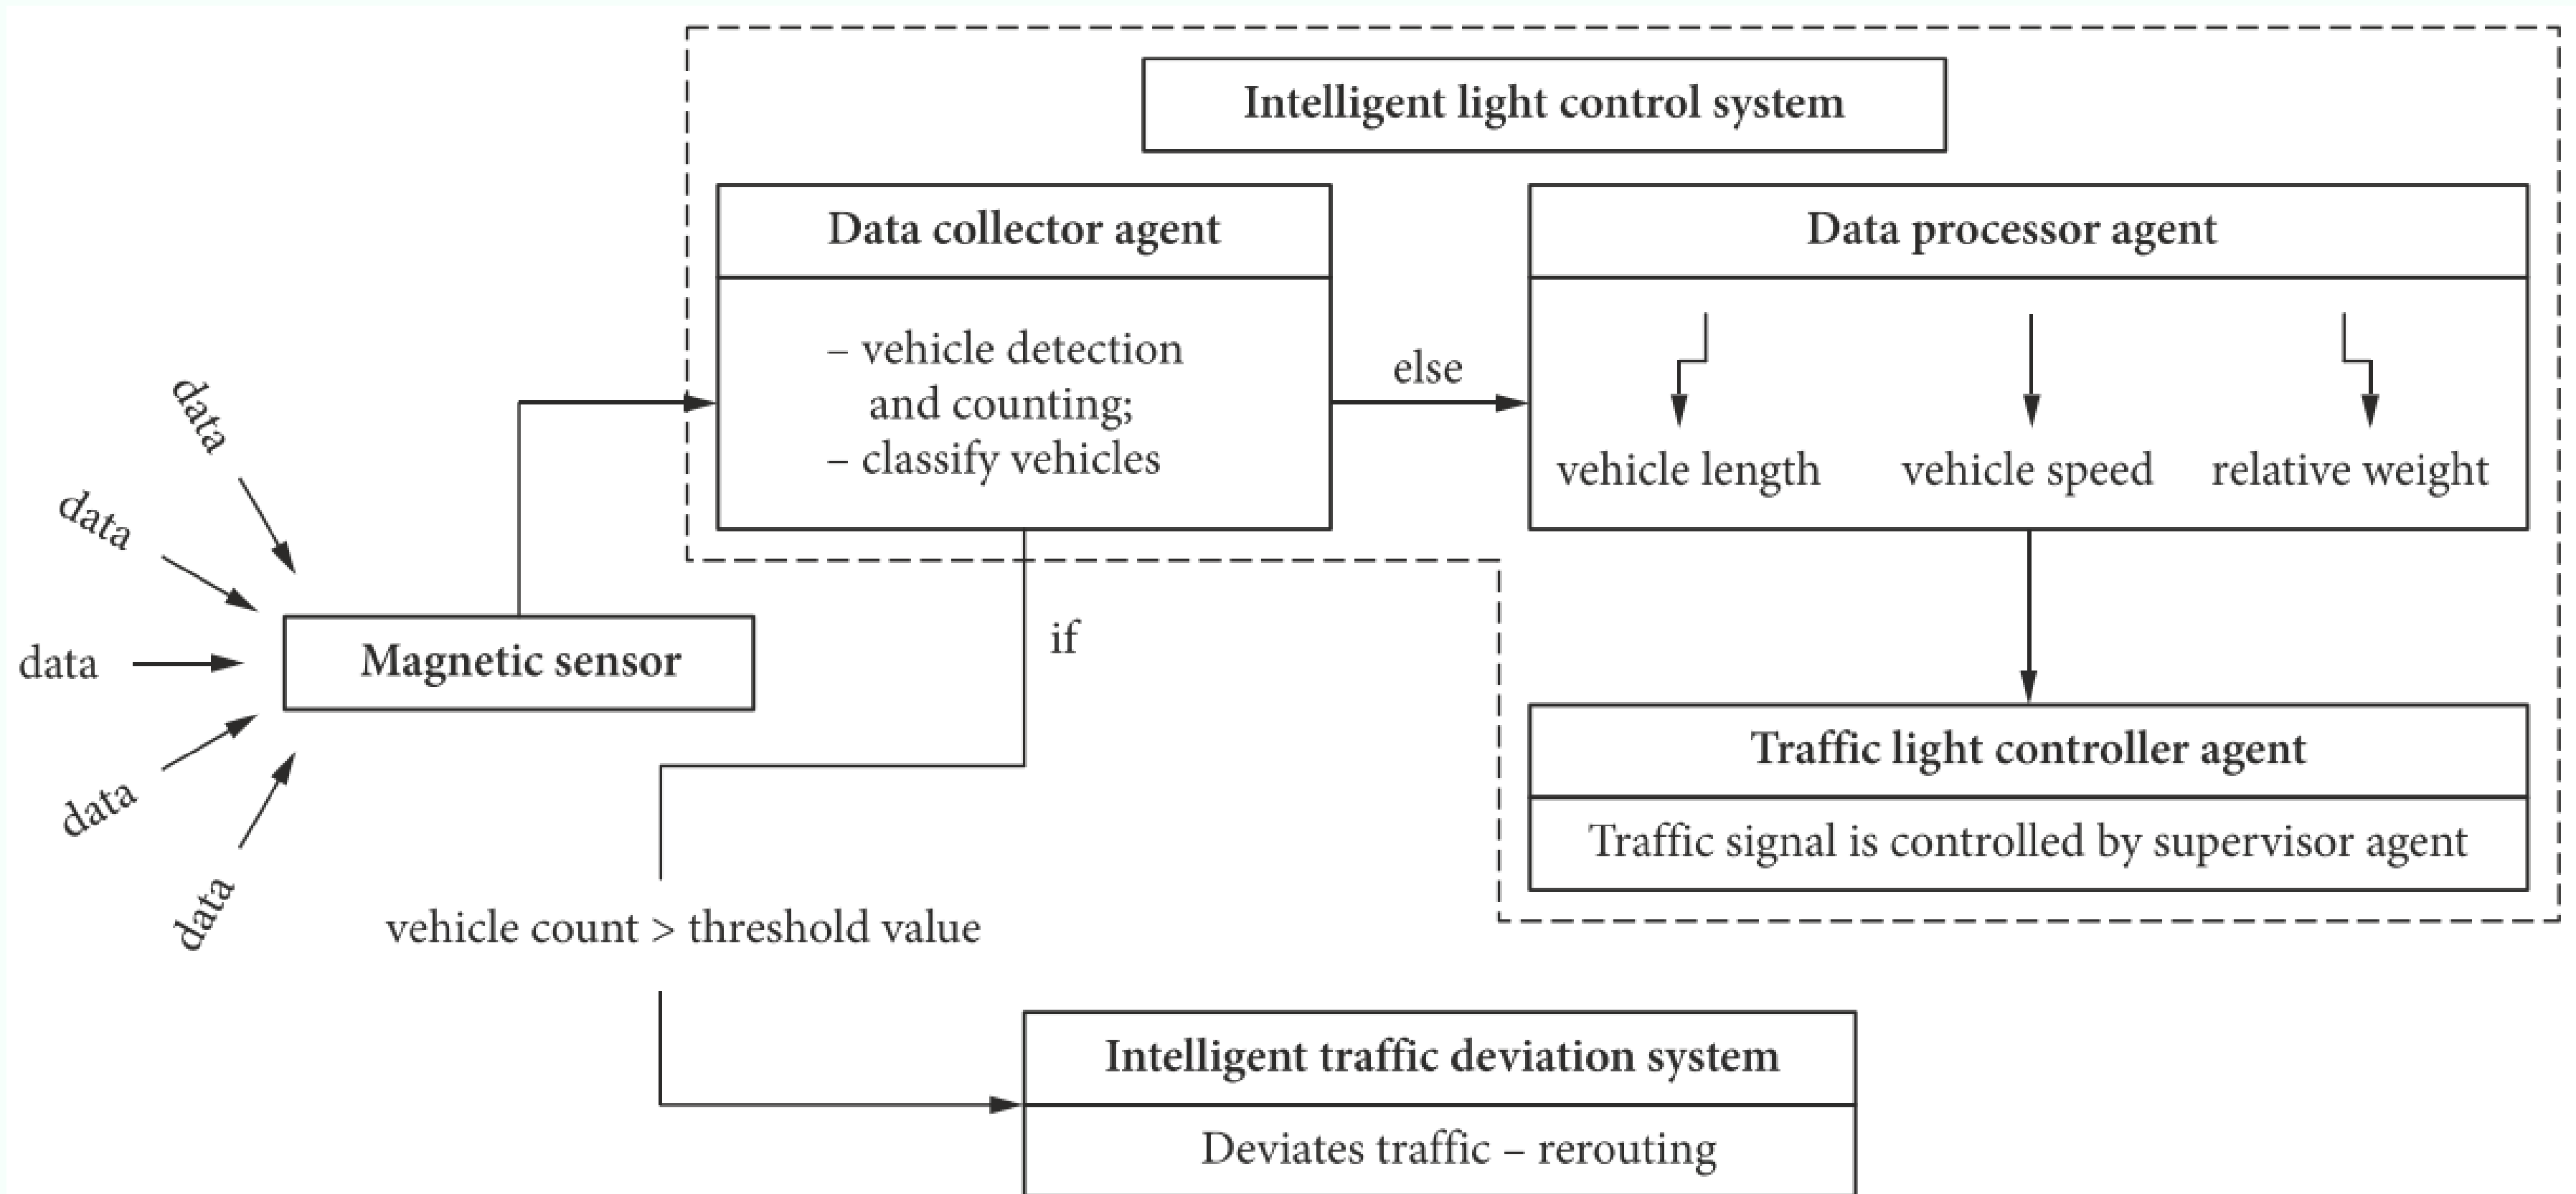 Intelligent light control system
Data collector agent
– vehicle detection
and counting;
– classify vehicles
else
Data processor agent
vehicle length
vehicle speed
relative weight
data
data
data
data
data
Magnetic sensor
if
Traffic light controller agent
Traffic signal is controlled by supervisor agent
vehicle count > threshold value
Intelligent traffic deviation system
Deviates traffic – rerouting